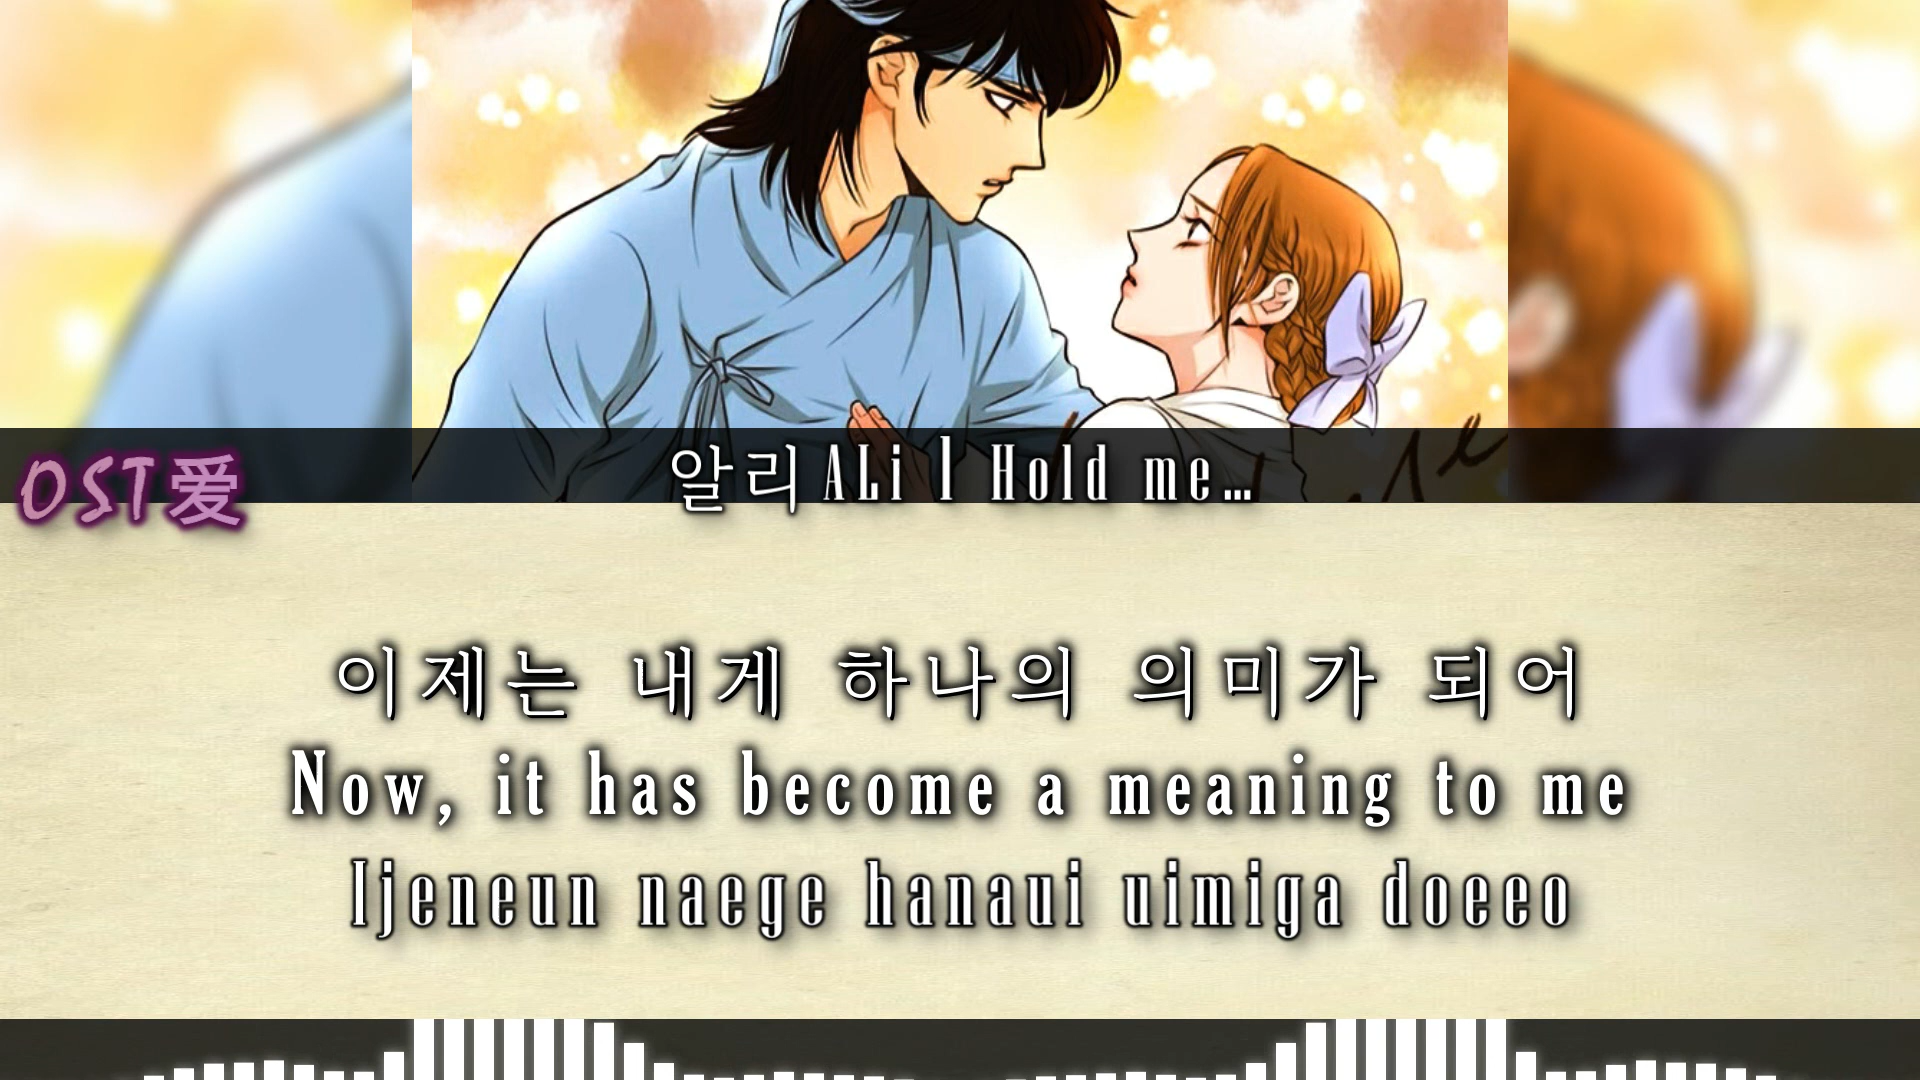 OST爱
알리 ALi l Hold me...
이제는 내게 하나의 의미가 되어
Now, it has become a meaning to me
Ijeneun naege hanaui uimiga doeeo